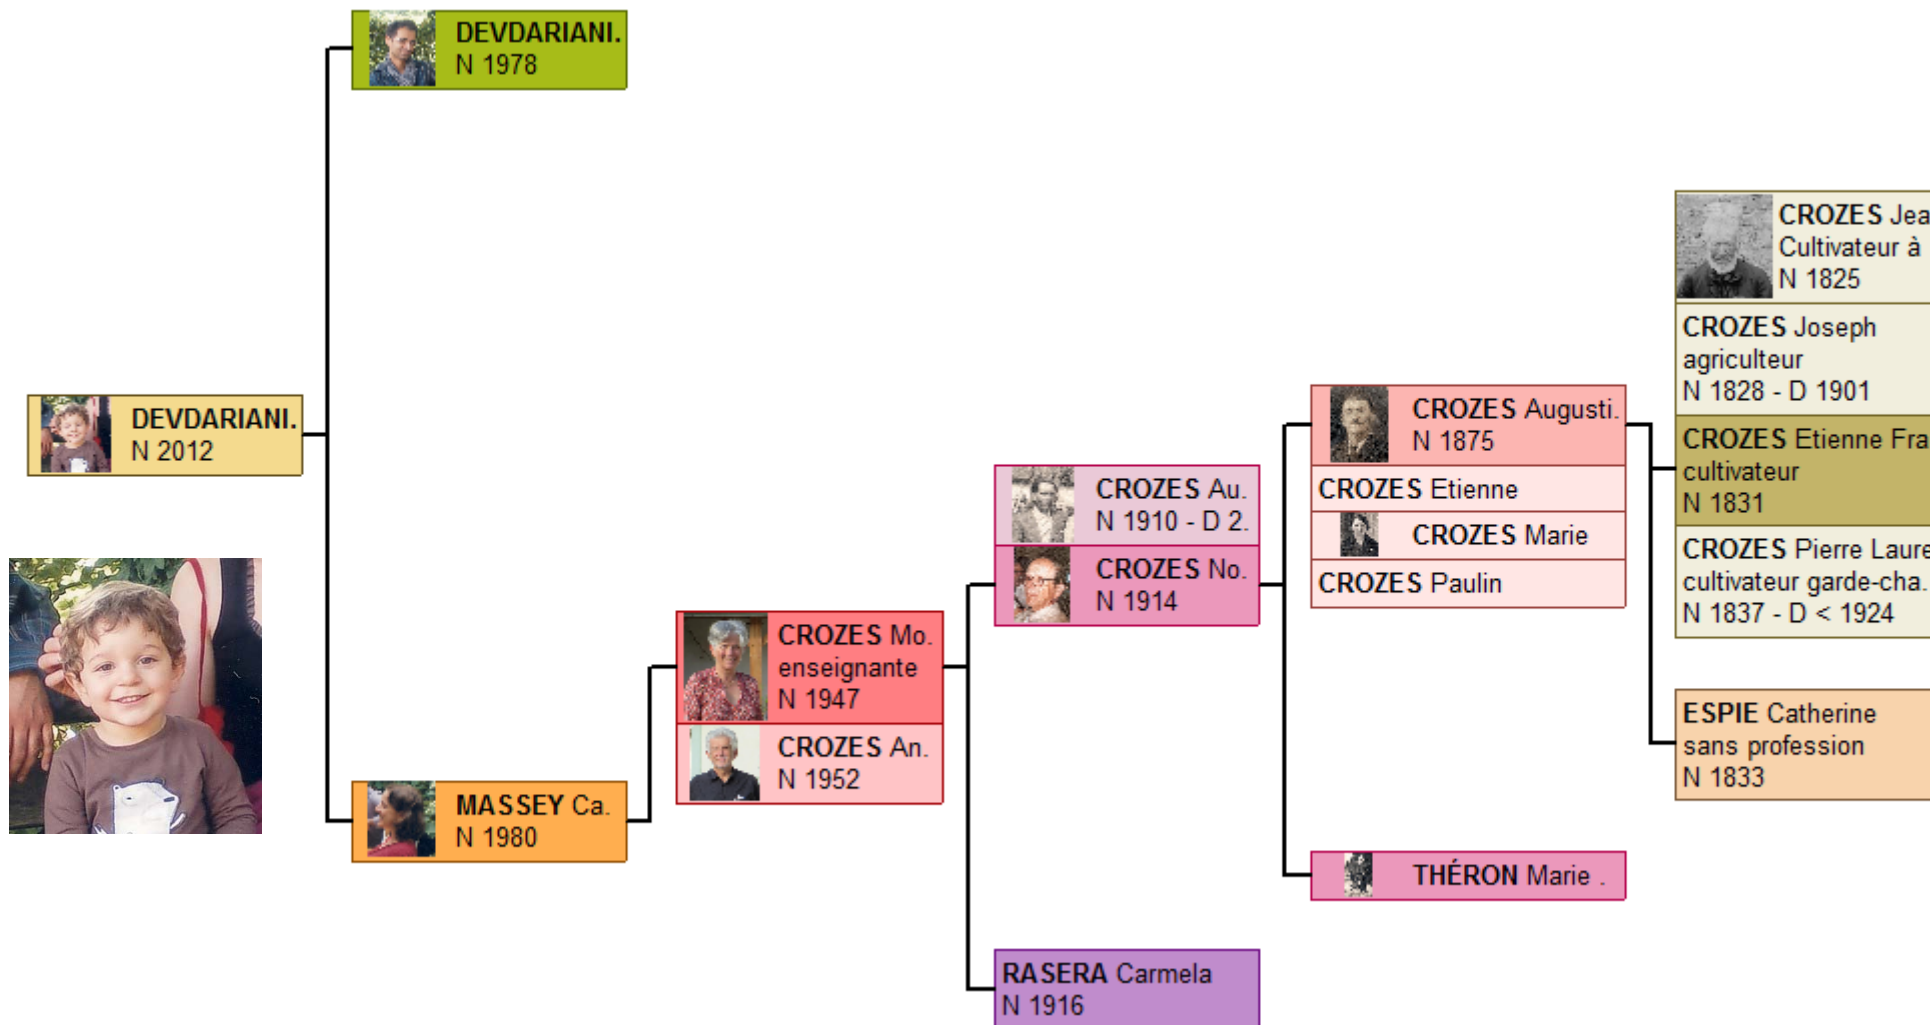 DEVDARIANI.
N 1978
DEVDARIANI.
N 2012
MASSEY Ca.
N 1980
CROZES Mo.
enseignante
N 1947
CROZES An.
N 1952
CROZES Au.
N 1910 - D 2.
CROZES No.
N 1914
RASERA Carmela
N 1916
CROZES Augusti.
N 1875
CROZES Etienne
CROZES Marie
CROZES Paulin
THÉRON Marie .
CROZES Jea
Cultivateur à
N 1825
CROZES Joseph
agriculteur
N 1828 - D 1901
CROZES Etienne Fra
cultivateur
N 1831
CROZES Pierre Laure
cultivateur garde-cha.
N 1837 - D < 1924
ESPIE Catherine
sans profession
N 1833